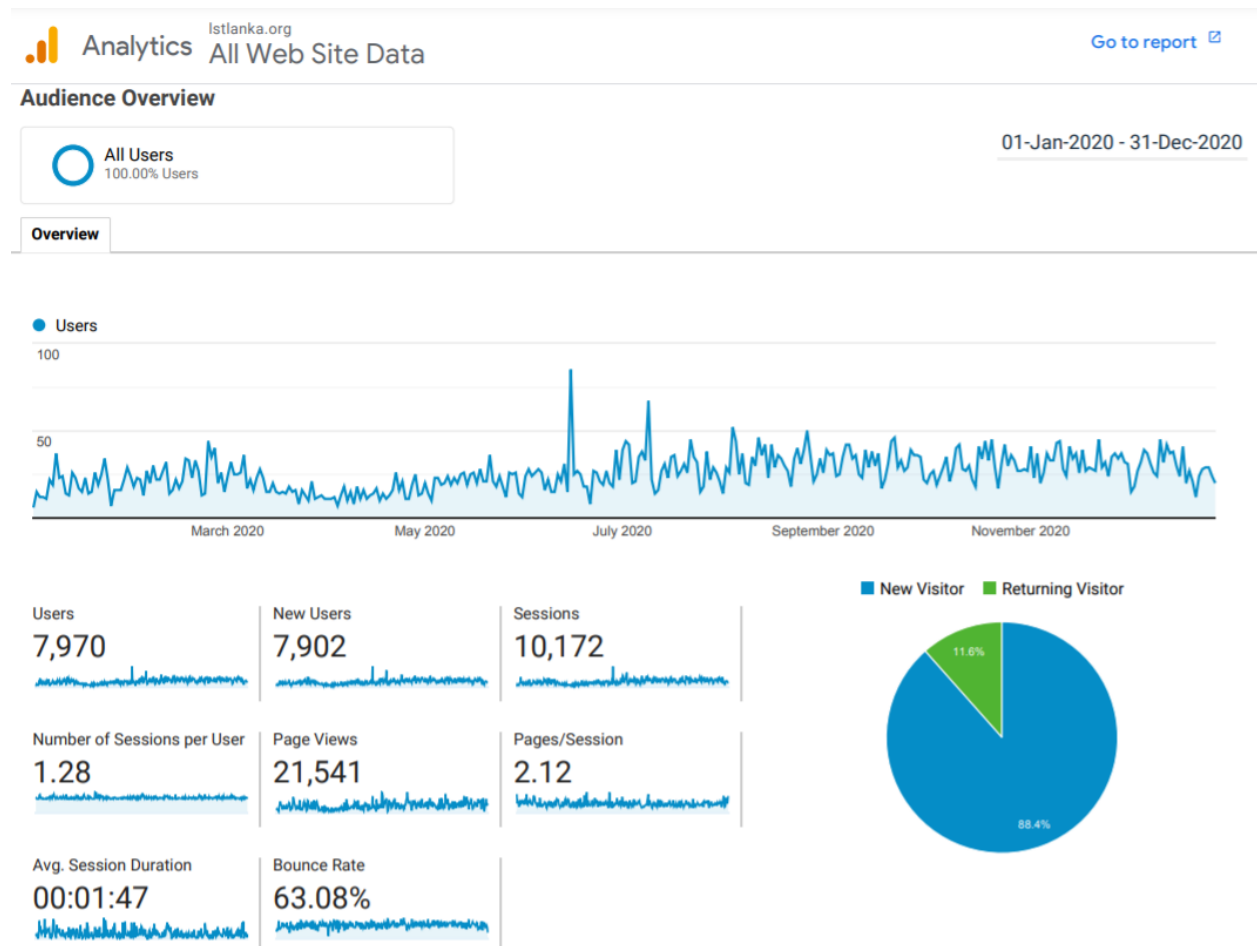 Analytics
lstlanka.org
All Web Site Data
Go to report
Audience Overview
All Users
100.00% Users
01-Jan-2020 - 31-Dec-2020
Overview
Users
100
50
March 2020
May 2020
July 2020
September 2020
November 2020
New Visitor
Returning Visitor
Users
7,970
New Users
7,902
Sessions
10,172
11.6%
88.4%
Number of Sessions per User
1.28
Page Views
21,541
Pages/Session
2.12
Avg. Session Duration
00:01:47
Bounce Rate
63.08%